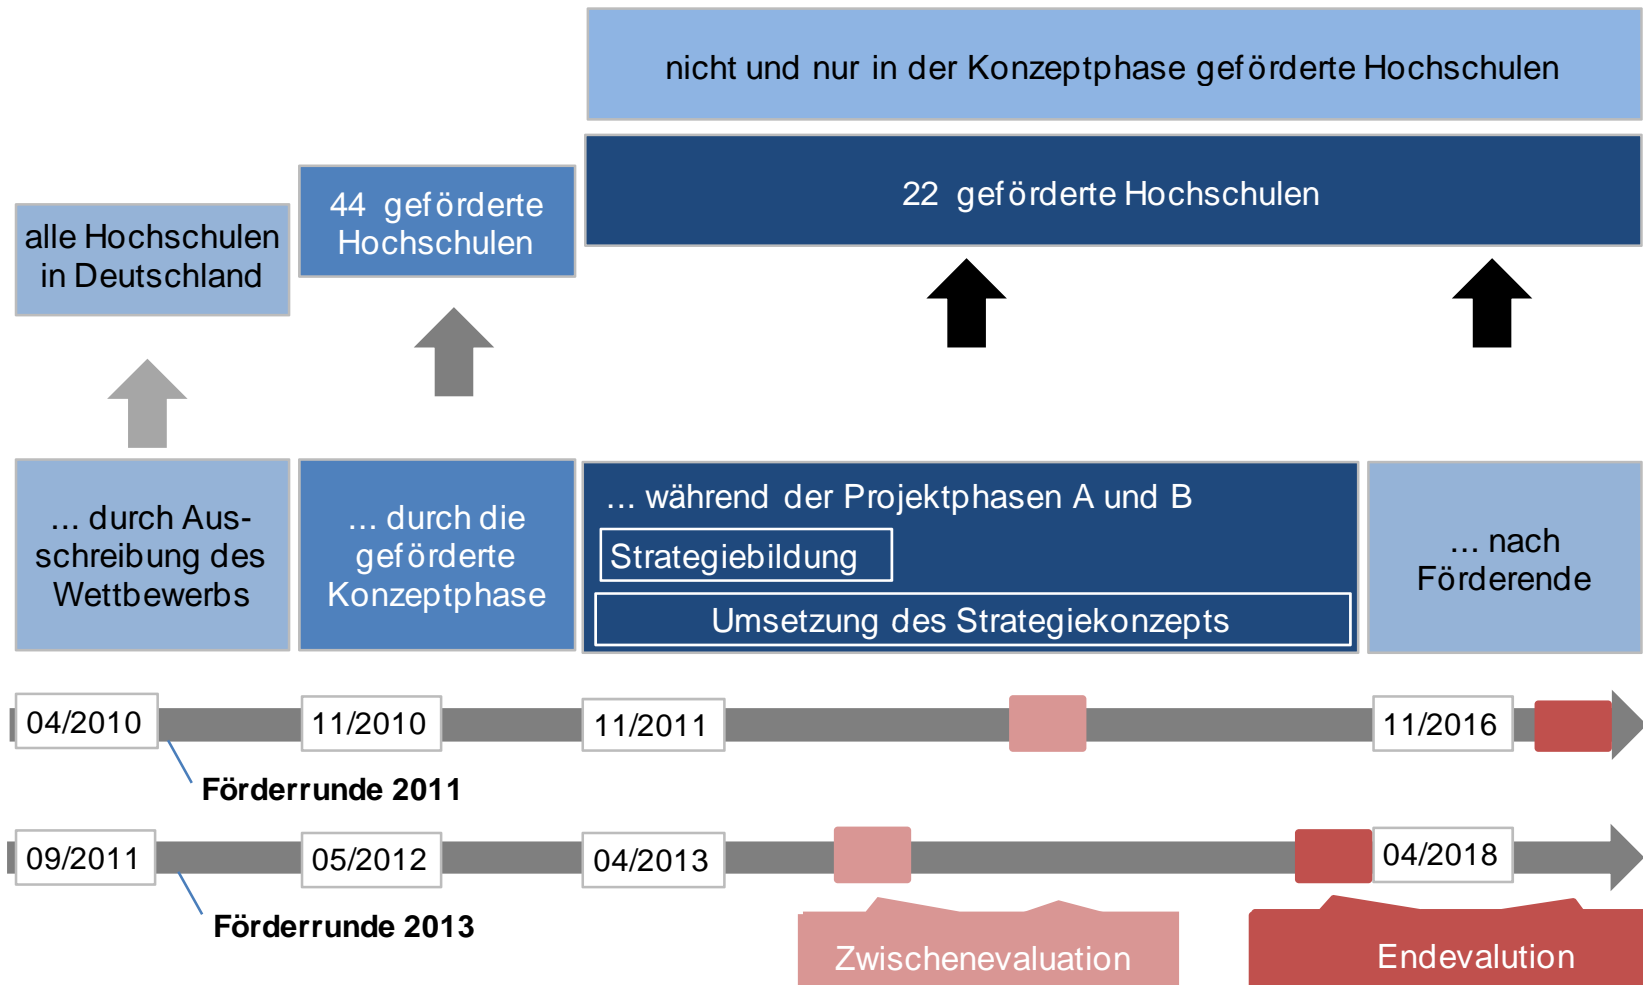 nicht und nur in der Konzeptphase geförderte Hochschulen
22 geförderte Hochschulen
44 geförderte
Hochschulen
alle Hochschulen
in Deutschland
... durch Aus-
schreibung des
Wettbewerbs
... durch die
geförderte
Konzeptphase
... während der Projektphasen A und B
Strategiebildung
Umsetzung des Strategiekonzepts
... nach
Förderende
04/2010
11/2010
11/2011
11/2016
Förderrunde 2011
09/2011
05/2012
04/2013
04/2018
Förderrunde 2013
Zwischenevaluation
Endevalution